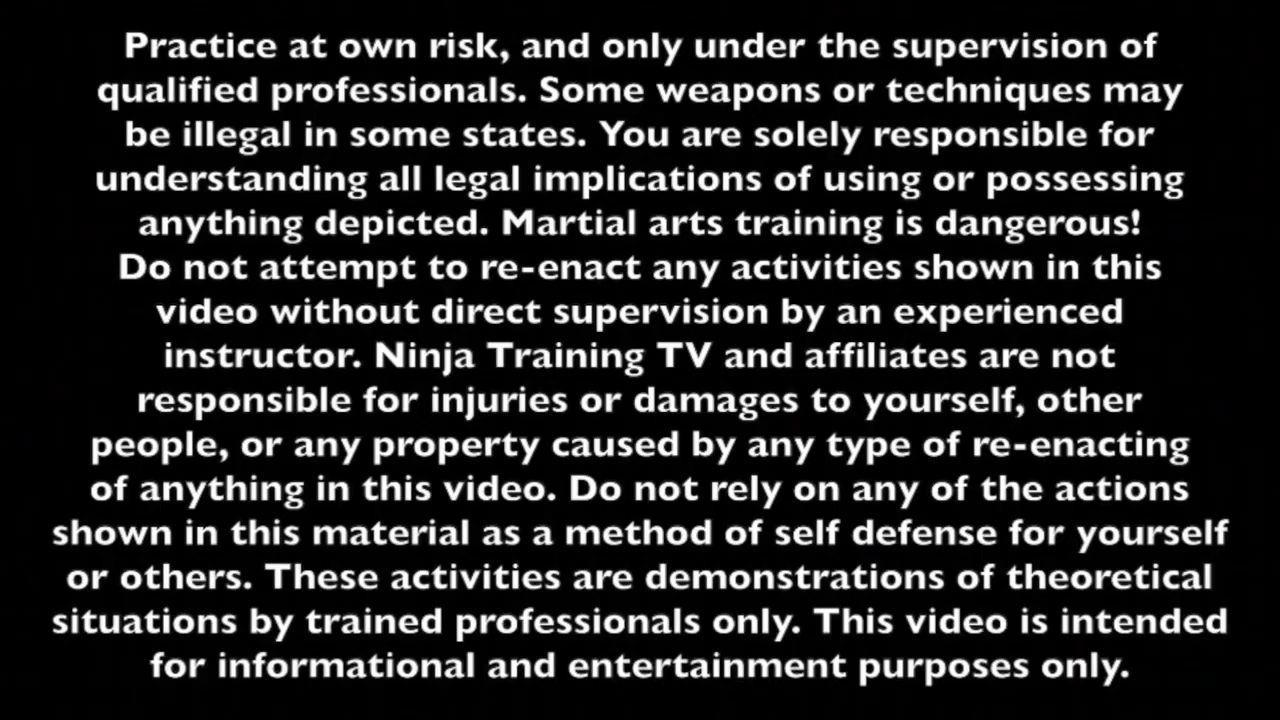 Practice at own risk, and only under the supervision of
qualified professionals. Some weapons or techniques may
be illegal in some states. You are solely responsible for
understanding all legal implications of using or possessing
anything depicted. Martial arts training is dangerous!
Do not attempt to re-enact any activities shown in this
video without direct supervision by an experienced
instructor. Ninja Training TV and affiliates are not
responsible for injuries or damages to yourself, other
people, or any property caused by any type of re-enacting
of anything in this video. Do not rely on any of the actions
shown in this material as a method of self defense for yourself
or others. These activities are demonstrations of theoretical
situations by trained professionals only. This video is intended
for informational and entertainment purposes only.